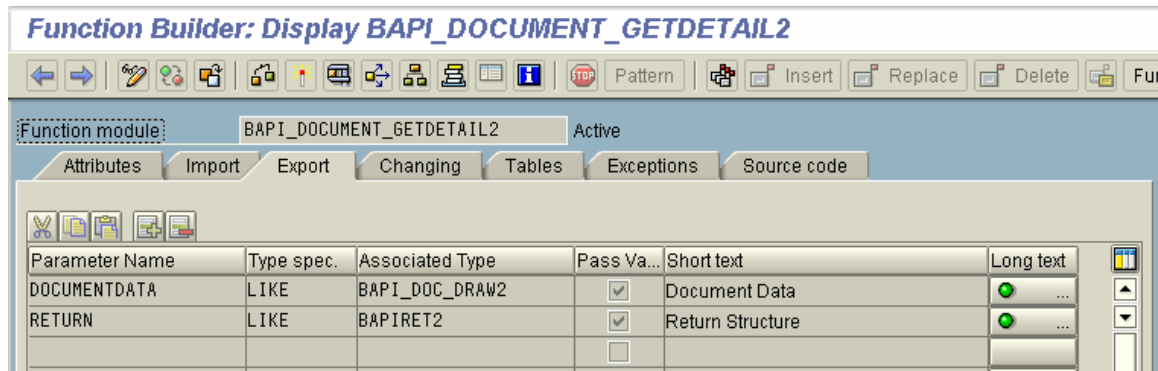 Function Builder: Display BAPI_DOCUMENT_GETDETAIL2
STOP Pattern Insert Replace Delete Fu
Function module BAPI_DOCUMENT_GETDETAIL2 Active
Attributes Import Export Changing Tables Exceptions Source code
Parameter Name Type spec. Associated Type Pass Va... Short text Long text
DOCUMENTDATA LIKE BAPI_DOC_DRAW2 Document Data ...
RETURN LIKE BAPIRET2 Return Structure ...